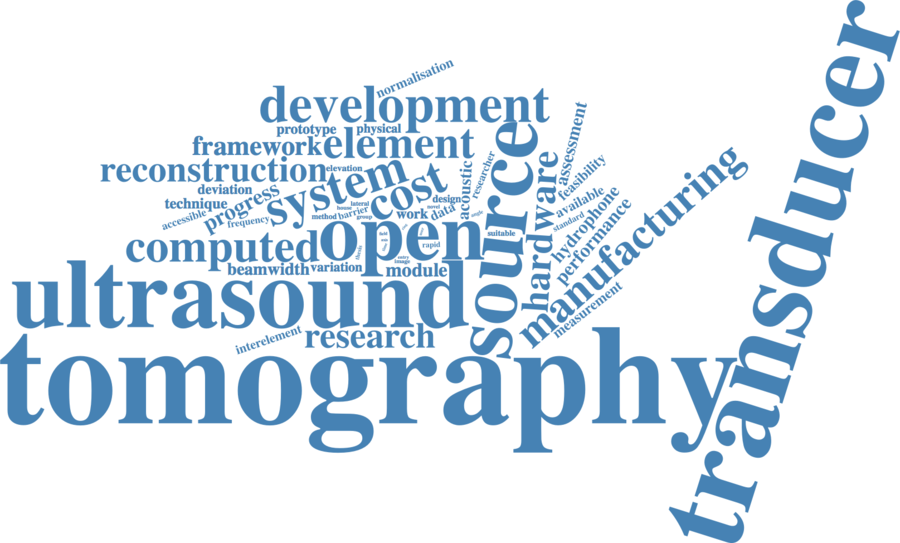 normalisation
development
prototype physical
framework element
reconstruction elevation
deviation
technique
accessible
progress
frequency
system
cost
house lateral
method barrier group
work
data
design
novel
acoustic
researcher
angle
source
hardware
assessment
feasibility
available
standard
hydrophone
performance
manufacturing
measurement
transducer
computed
open
suitable
rapid
field
entry
image
beamwidth variation
module
ultrasound
interelement
research
tomography